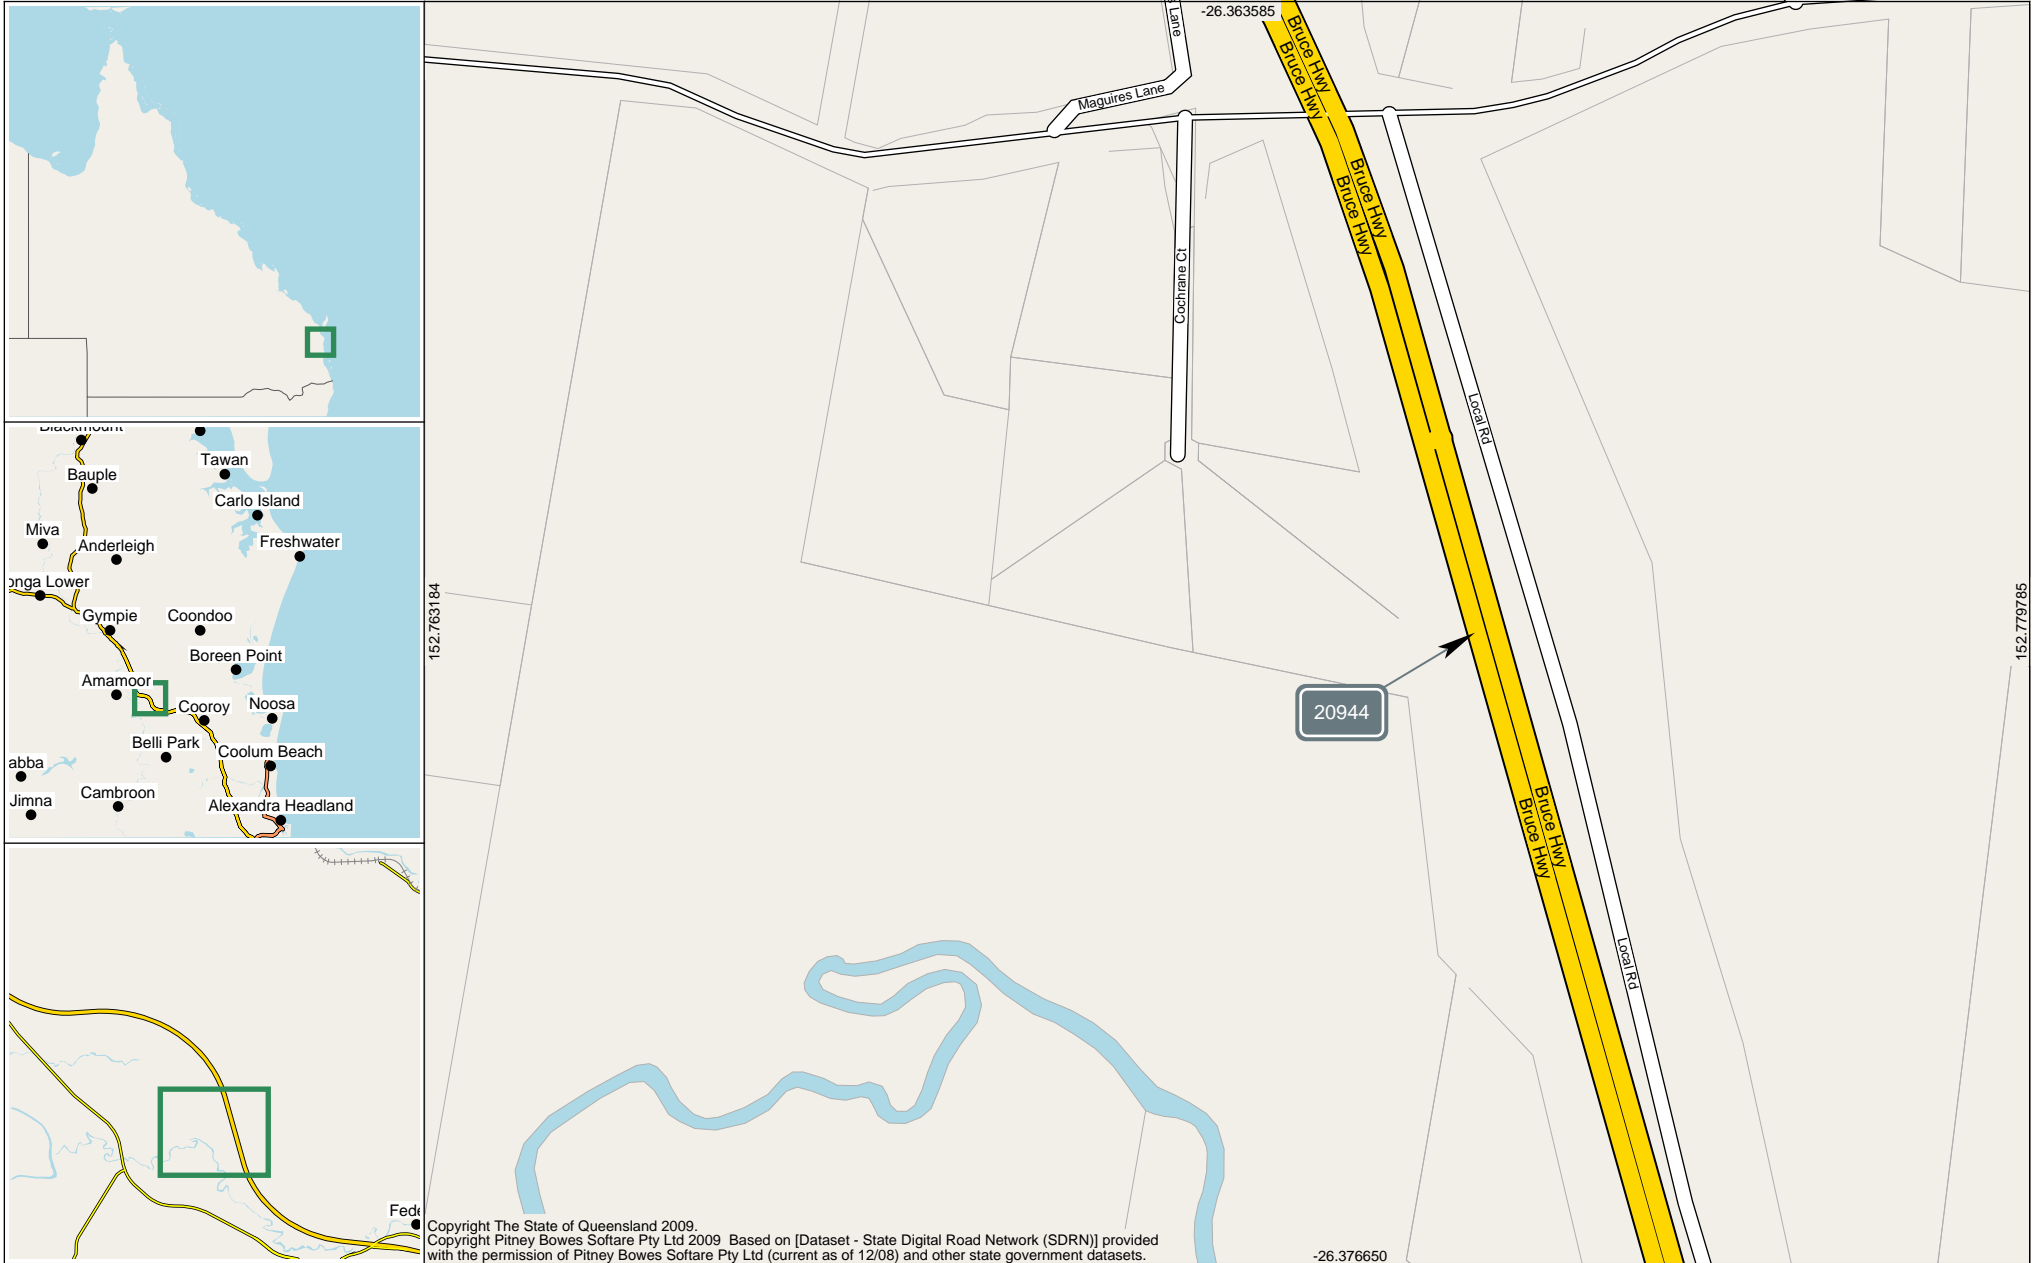 Blackmount
Tawan
Bauple
Carlo Island
Miva
Anderleigh
Freshwater
onga Lower
Gympie
Coondoo
Boreen Point
Amamoor
Cooroy
Noosa
Belli Park
Coolum Beach
abba
Jimna
Cambroon
Alexandra Headland
Fede
-26.363585
s Lane
Maguires Lane
Bruce Hwy
Bruce Hwy
Bruce Hwy
Bruce Hwy
Cochrane Ct
Local Rd
152.763184
152.779785
20944
Bruce Hwy
Bruce Hwy
Local Rd
Copyright The State of Queensland 2009.
Copyright Pitney Bowes Softare Pty Ltd 2009 Based on [Dataset - State Digital Road Network (SDRN)] provided
with the permission of Pitney Bowes Softare Pty Ltd (current as of 12/08) and other state government datasets.
-26.376650